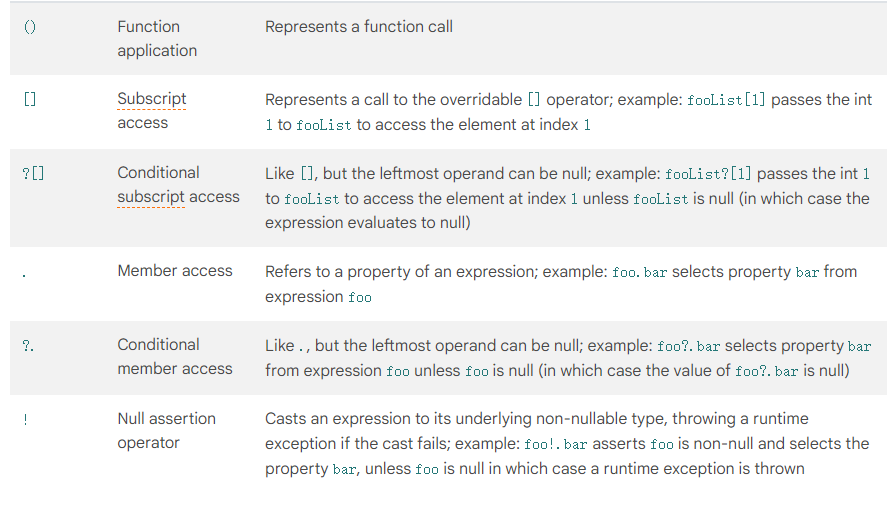 () Function Represents a function call
application
[] Subscript Represents a call to the overridable [] operator; example: fooList[1] passes the int
access 1 to fooList to access the element at index 1
?[] Conditional Like [], but the leftmost operand can be null; example: fooList?[1] passes the int 1
subscript access to fooList to access the element at index 1 unless fooList is null (in which case the
expression evaluates to null)
. Member access Refers to a property of an expression; example: foo.bar selects property bar from
expression foo
?. Conditional Like ., but the leftmost operand can be null; example: foo?.bar selects property bar
member access from expression foo unless foo is null (in which case the value of foo?.bar is null)
! Null assertion Casts an expression to its underlying non-nullable type, throwing a runtime
operator exception if the cast fails; example: foo!.bar asserts foo is non-null and selects the
property bar, unless foo is null in which case a runtime exception is thrown